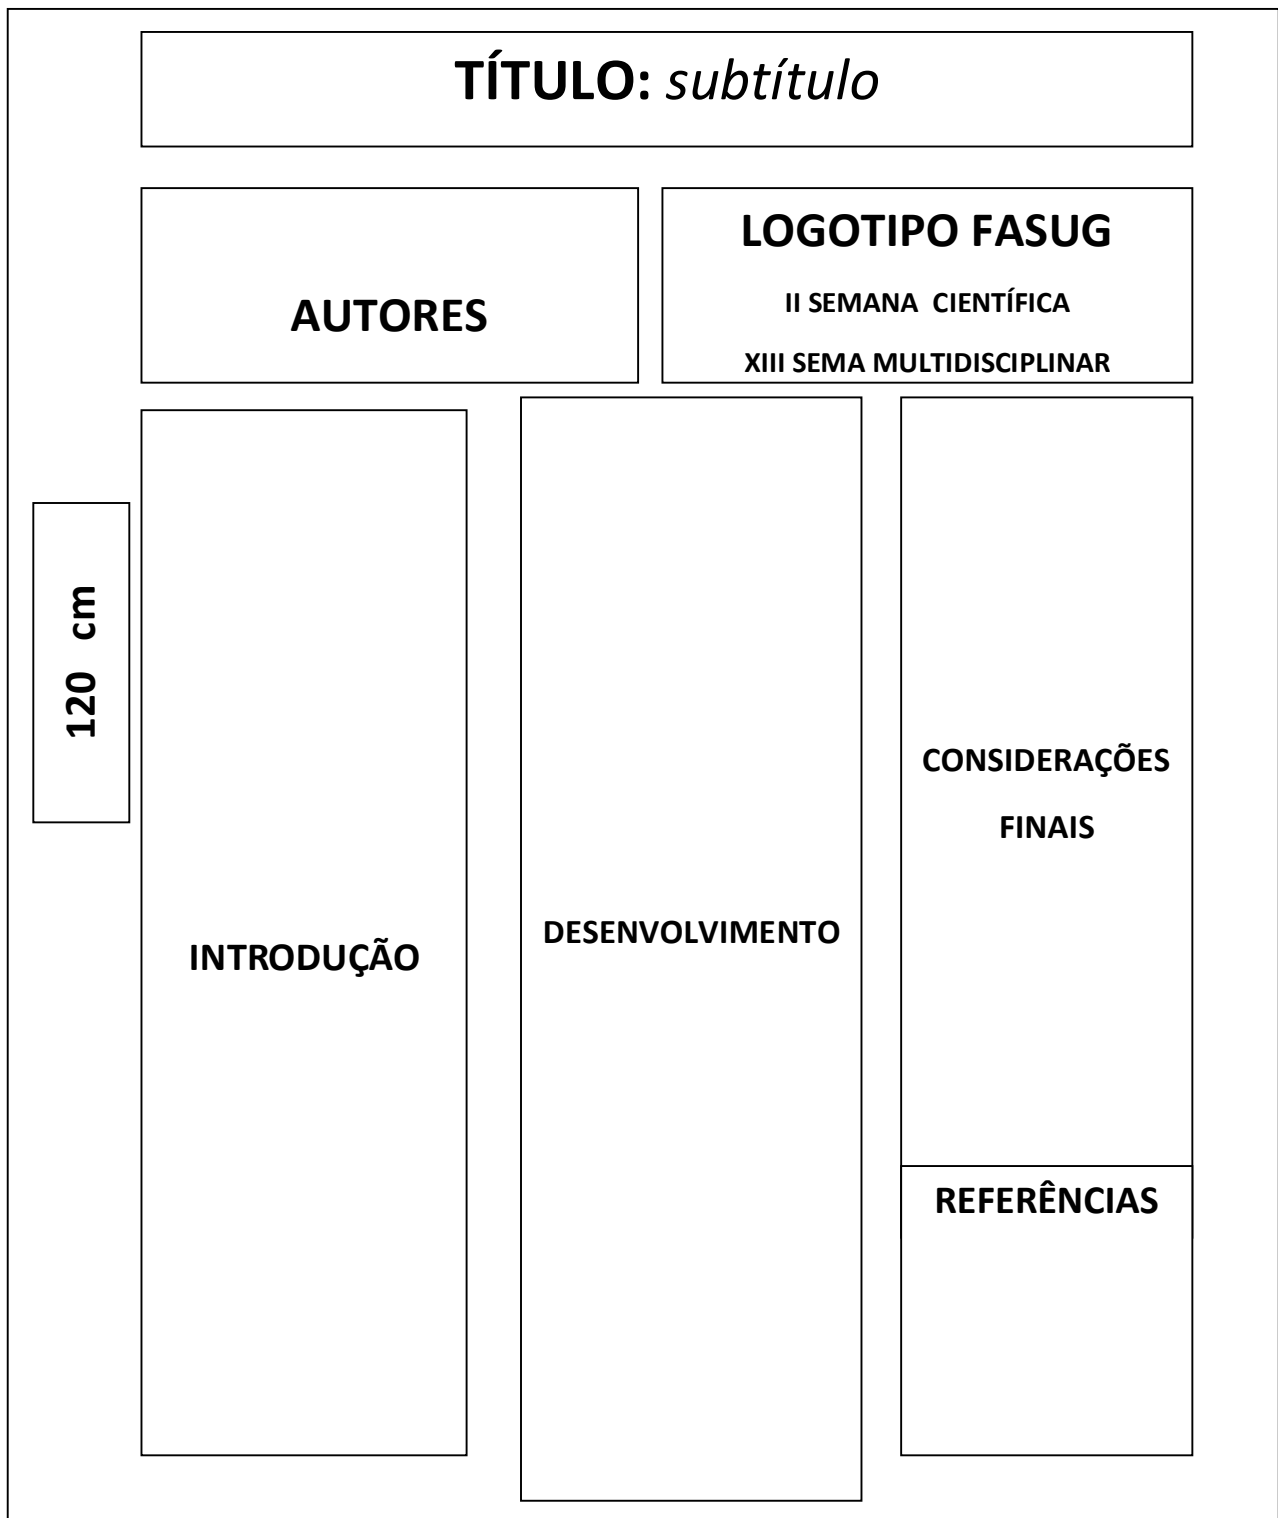 TÍTULO: subtítulo
AUTORES
LOGOTIPO FASUG
II SEMANA CIENTÍFICA
XIII SEMA MULTIDISCIPLINAR
120 cm
INTRODUÇÃO
DESENVOLVIMENTO
CONSIDERAÇÕES
FINAIS
REFERÊNCIAS